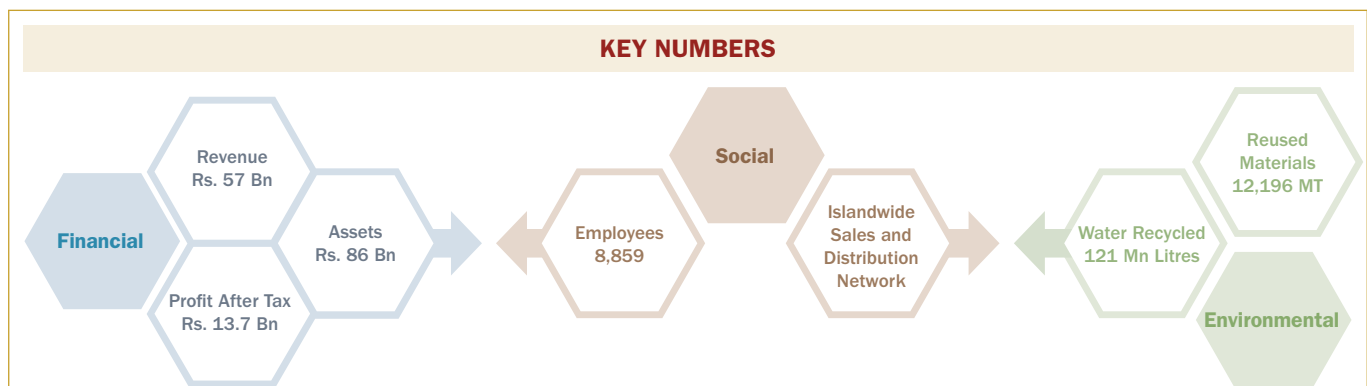 KEY NUMBERS
Financial
Revenue
Rs. 57 Bn
Profit After Tax
Rs. 13.7 Bn
Assets
Rs. 86 Bn
Employees
8,859
Social
Islandwide
Sales and
Distribution
Network
Water Recycled
121 Mn Litres
Reused
Materials
12,196 MT
Environmental